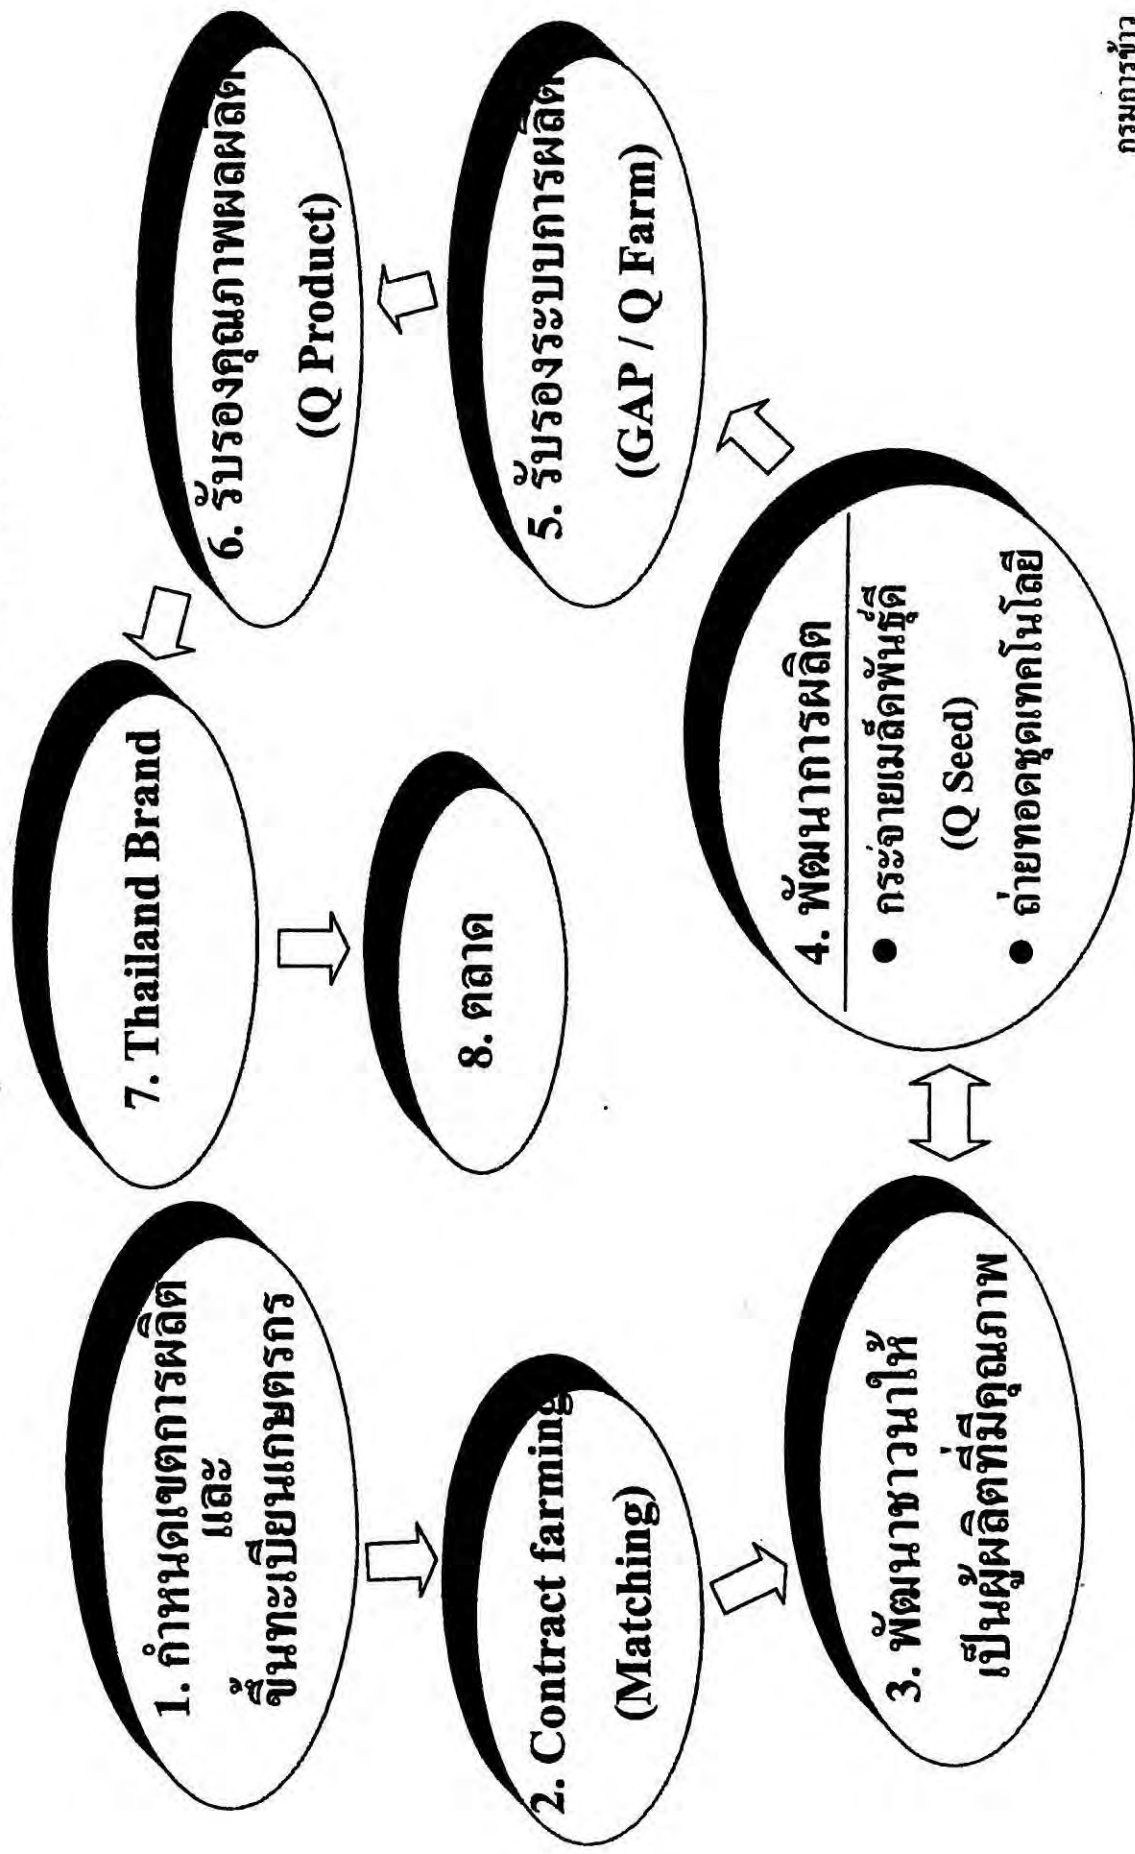 1. กำหนดเขตการผลิต
และ
ขึ้นทะเบียนเกษตรกร
2. Contract farming
(Matching)
3. พัฒนาชาวนาให้
เป็นผู้ผลิตที่มีคุณภาพ
4. พัฒนาการผลิต
● กระจายเมล็ดพันธุ์ดี
(Q Seed)
● ถ่ายทอดชุดเทคโนโลยี
5. รับรองระบบการผลิต
(GAP / Q Farm)
6. รับรองคุณภาพผลผลิต
(Q Product)
7. Thailand Brand
8. ตลาด
กรมการข้าว